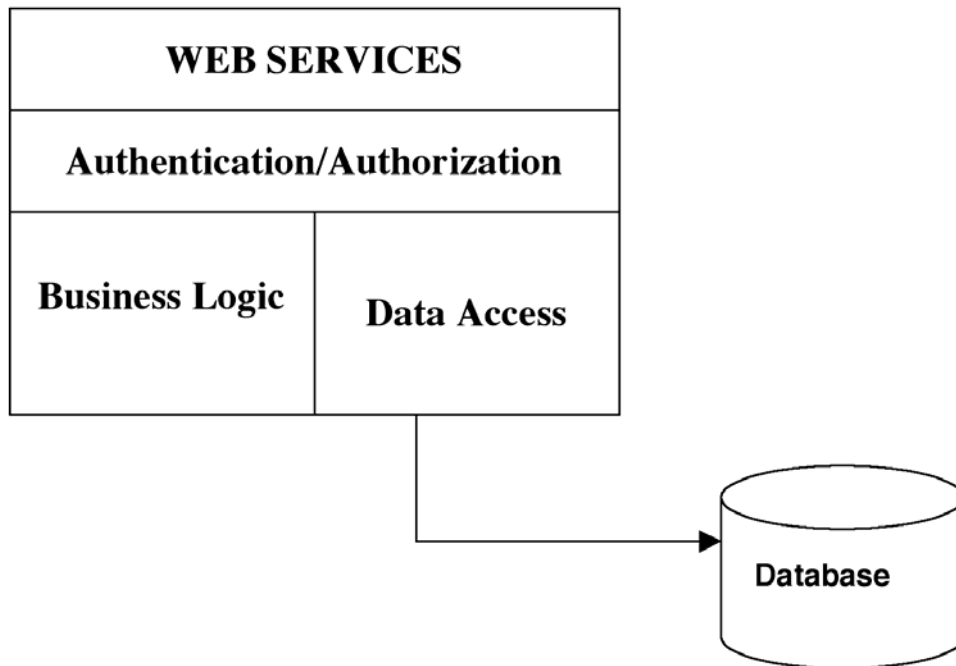 WEB SERVICES
Authentication/Authorization
Business Logic
Data Access
Database